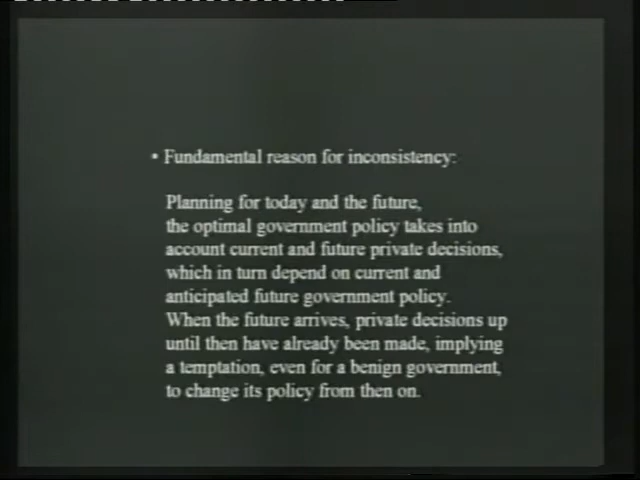 • Fundamental reason for inconsistency:
Planning for today and the future,
the optimal government policy takes into
account current and future private decisions,
which in turn depend on current and
anticipated future government policy.
When the future arrives, private decisions up
until then have already been made, implying
a temptation, even for a benign government,
to change its policy from then on.